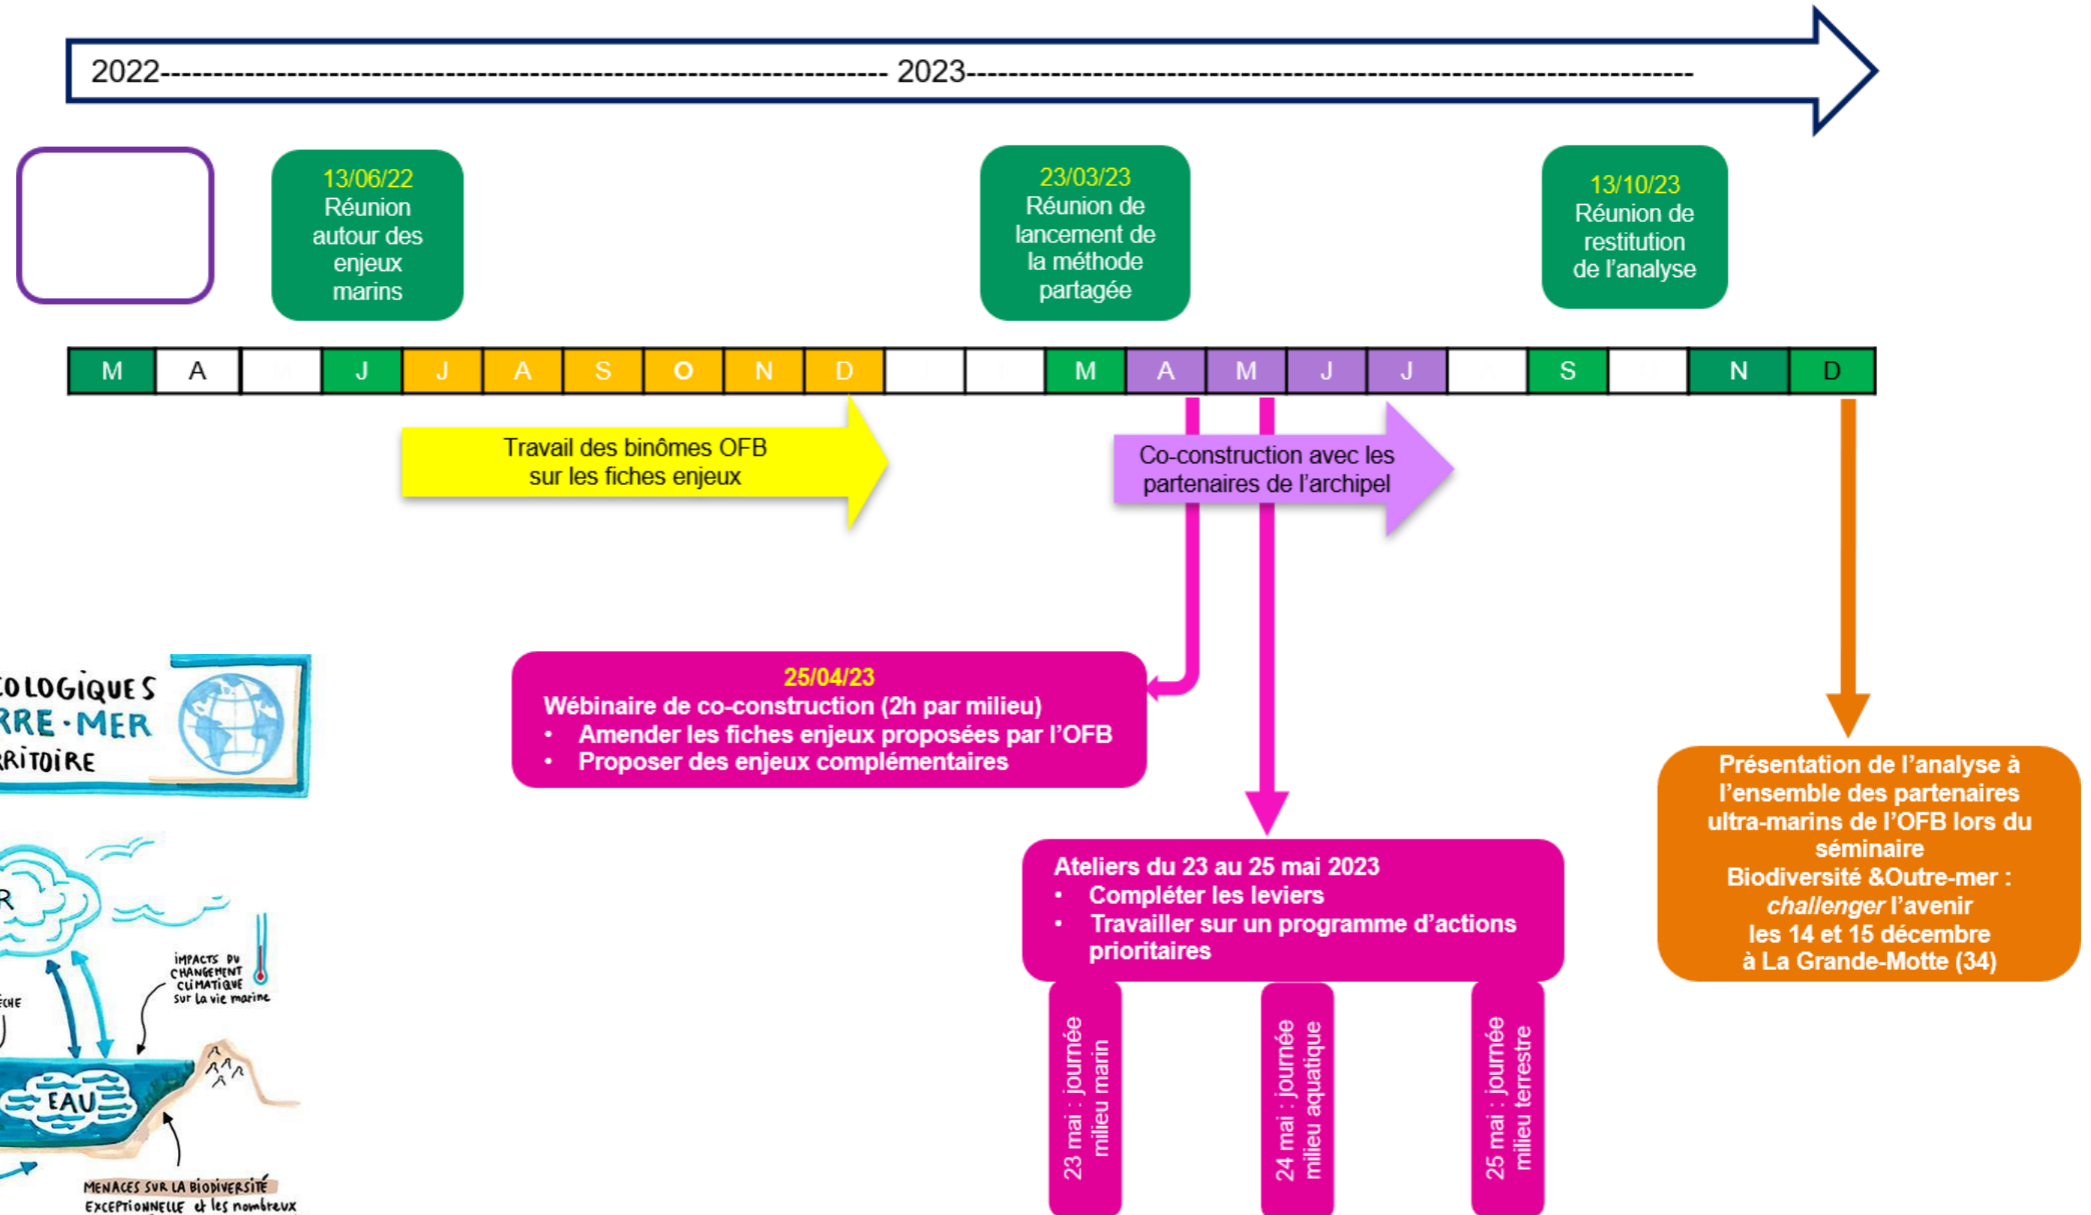 2022--------------------------------------------------------------------- 2023---------------------------------------------------------------------
13/06/22
Réunion
autour des
enjeux
marins
23/03/23
Réunion de
lancement de
la méthode
partagée
13/10/23
Réunion de
restitution
de l’analyse
M A M J J A S O N D M A M J J S N D
Travail des binômes OFB
sur les fiches enjeux
Co-construction avec les
partenaires de l’archipel
25/04/23
Wébinaire de co-construction (2h par milieu)
• Amender les fiches enjeux proposées par l’OFB
• Proposer des enjeux complémentaires
Ateliers du 23 au 25 mai 2023
• Compléter les leviers
• Travailler sur un programme d’actions
prioritaires
23 mai : journée
milieu marin
24 mai : journée
milieu aquatique
25 mai : journée
milieu terrestre
Présentation de l’analyse à
l’ensemble des partenaires
ultra-marins de l’OFB lors du
séminaire
Biodiversité &Outre-mer :
challenger l’avenir
les 14 et 15 décembre
à La Grande-Motte (34)
COLOGIQUES
RRE·MER
RRITOIRE
R
IMPACTS DU
CHANGEMENT
CLIMATIQUE
sur la vie marine
ÊCHE
EAU
MENACES SUR LA BIODIVERSITÉ
EXCEPTIONNELLE et les nombreux